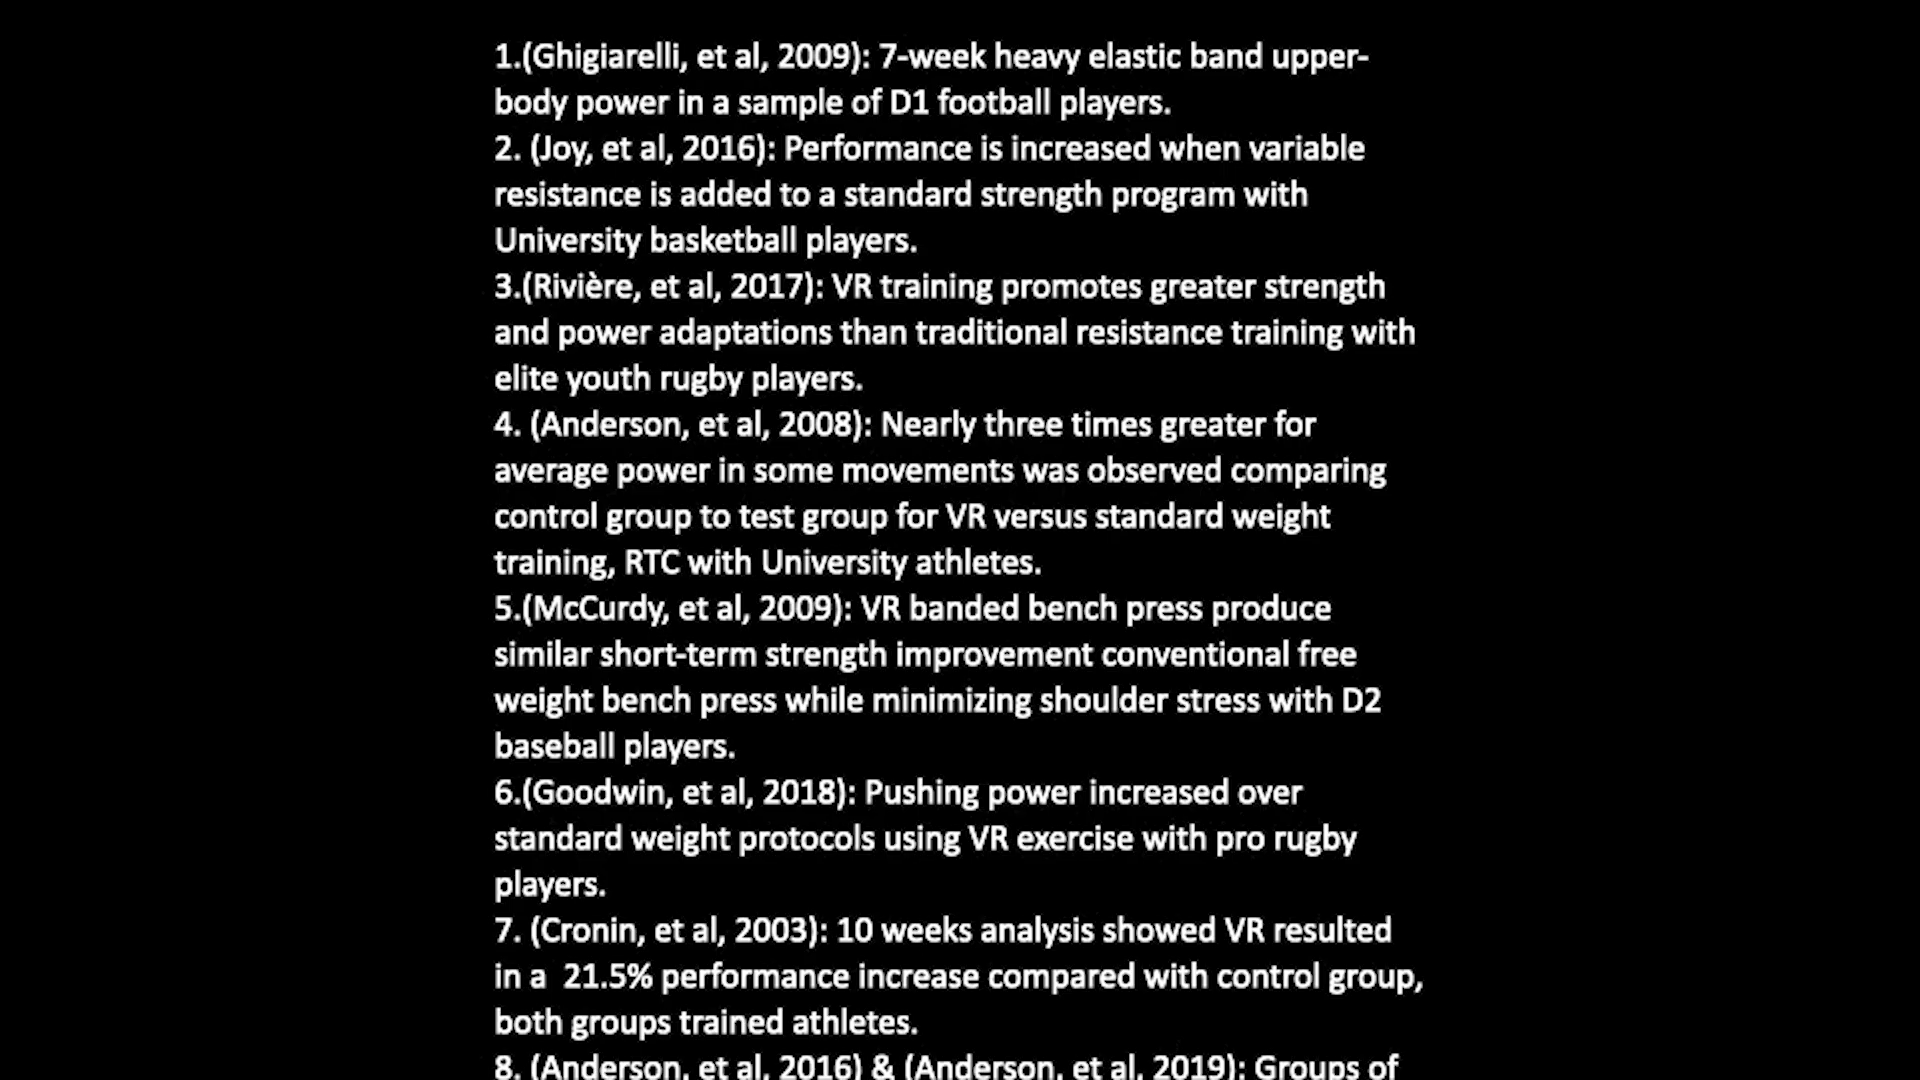 1.(Ghigiarelli, et al, 2009): 7-week heavy elastic band upper-
body power in a sample of D1 football players.
2. (Joy, et al, 2016): Performance is increased when variable
resistance is added to a standard strength program with
University basketball players.
3.(Rivière, et al, 2017): VR training promotes greater strength
and power adaptations than traditional resistance training with
elite youth rugby players.
4. (Anderson, et al, 2008): Nearly three times greater for
average power in some movements was observed comparing
control group to test group for VR versus standard weight
training, RTC with University athletes.
5.(McCurdy, et al, 2009): VR banded bench press produce
similar short-term strength improvement conventional free
weight bench press while minimizing shoulder stress with D2
baseball players.
6.(Goodwin, et al, 2018): Pushing power increased over
standard weight protocols using VR exercise with pro rugby
players.
7. (Cronin, et al, 2003): 10 weeks analysis showed VR resulted
in a  21.5% performance increase compared with control group,
both groups trained athletes.
8. (Anderson, et al, 2016) & (Anderson, et al, 2019): Groups of